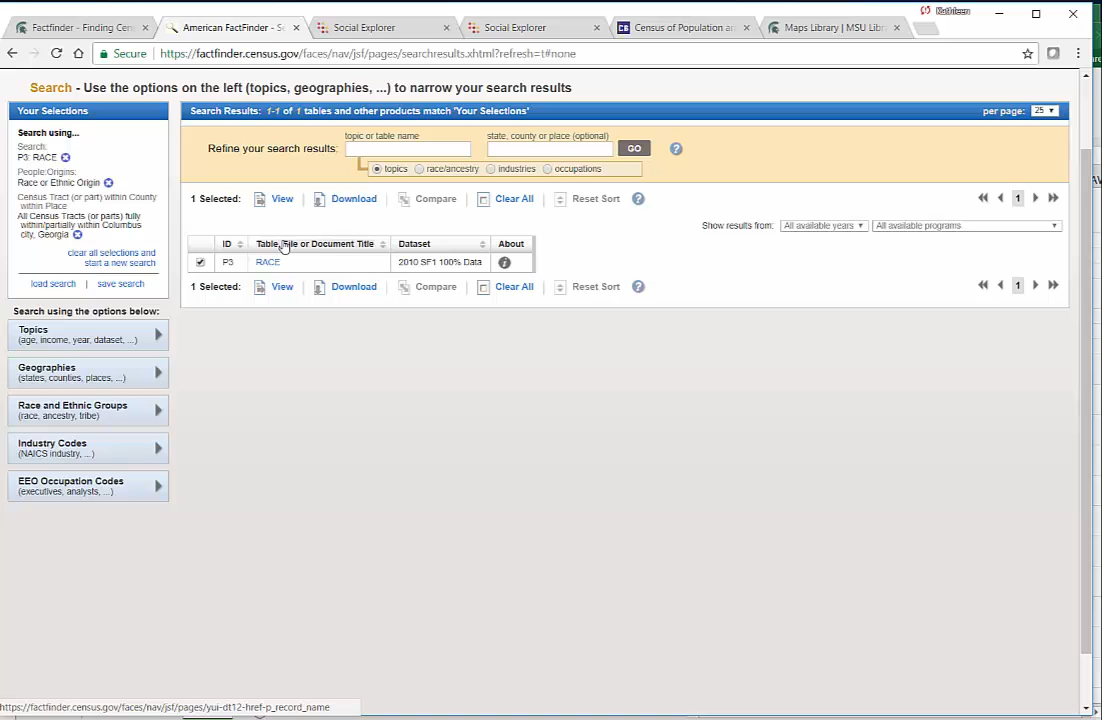 Kathleen
Factfinder - Finding Cens
American FactFinder - Se
Social Explorer
Social Explorer
Census of Population an
Maps Library | MSU Libr
Secure https://factfinder.census.gov/faces/nav/jsf/pages/searchresults.xhtml?refresh=t#none
Search - Use the options on the left (topics, geographies, ...) to narrow your search results
Your Selections
Search using...
Search:
P3: RACE
People:Origins:
Race or Ethnic Origin
Census Tract (or part) within County
within Place
All Census Tracts (or parts) fully
within/partially within Columbus
city, Georgia
clear all selections and
start a new search
load search | save search
Search using the options below:
Topics
(age, income, year, dataset, ...)
Geographies
(states, counties, places, ...)
Race and Ethnic Groups
(race, ancestry, tribe)
Industry Codes
(NAICS industry, ...)
EEO Occupation Codes
(executives, analysts, ...)
Search Results: 1-1 of 1 tables and other products match 'Your Selections'
per page: 25
topic or table name
state, county or place (optional)
Refine your search results:
GO
topics race/ancestry industries occupations
1 Selected: View Download Compare Clear All Reset Sort
1
Show results from: All available years All available programs
ID Table, File or Document Title Dataset About
P3 RACE 2010 SF1 100% Data
1 Selected: View Download Compare Clear All Reset Sort
1
https://factfinder.census.gov/faces/nav/jsf/pages/yui-dt12-href-p_record_name